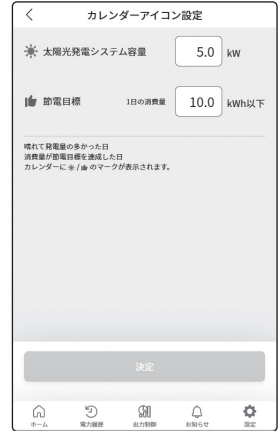 カレンダーアイコン設定
太陽光発電システム容量 5.0 kW
節電目標 1日の消費量 10.0 kWh以下
晴れて発電量の多かった日
消費量が節電目標を達成した日
カレンダーに ☀ / 👍 のマークが表示されます。
決定
ホーム 電力履歴 出力制御 お知らせ 設定